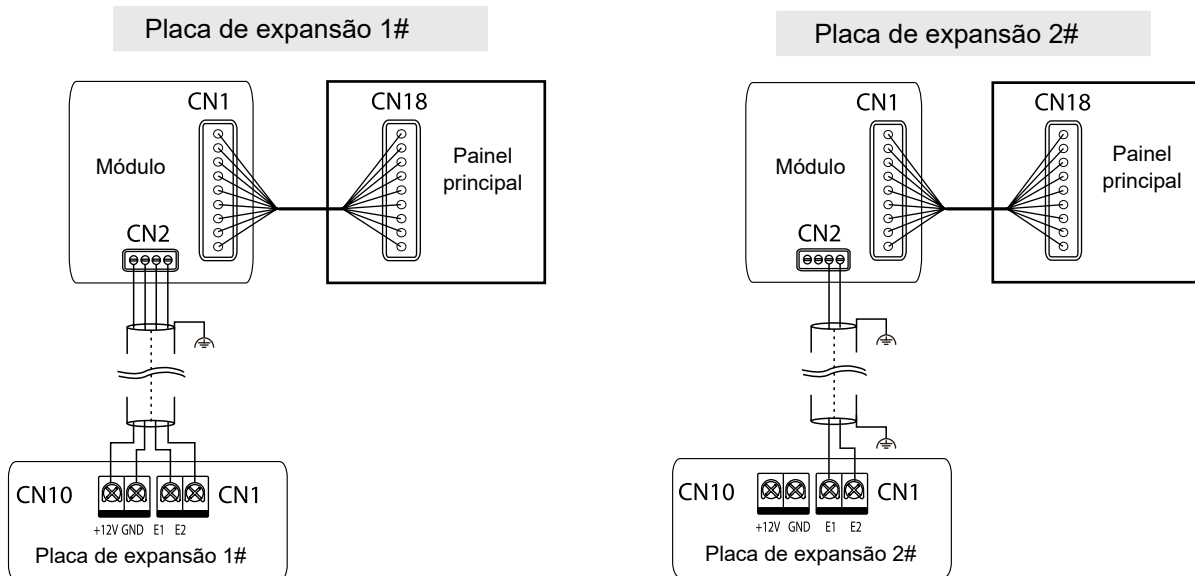 Placa de expansão 1#
CN1
CN18
Módulo
Painel
principal
CN2
CN10
CN1
+12V GND E1 E2
Placa de expansão 1#
Placa de expansão 2#
CN1
CN18
Módulo
Painel
principal
CN2
CN10
CN1
+12V GND E1 E2
Placa de expansão 2#